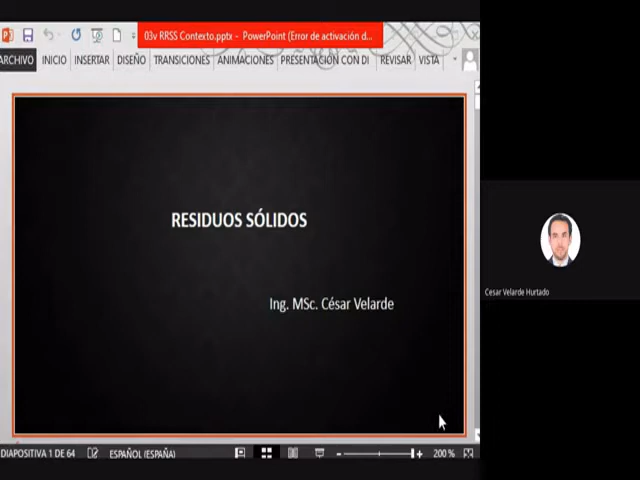 03v RRSS Contexto.pptx - PowerPoint (Error de activación d...
ARCHIVO INICIO INSERTAR DISEÑO TRANSICIONES ANIMACIONES PRESENTACIÓN CON DI REVISAR VISTA
RESIDUOS SÓLIDOS
Ing. MSc. César Velarde
Cesar Velarde Hurtado
DIAPOSITIVA 1 DE 64 ESPAÑOL (ESPAÑA) 200 %